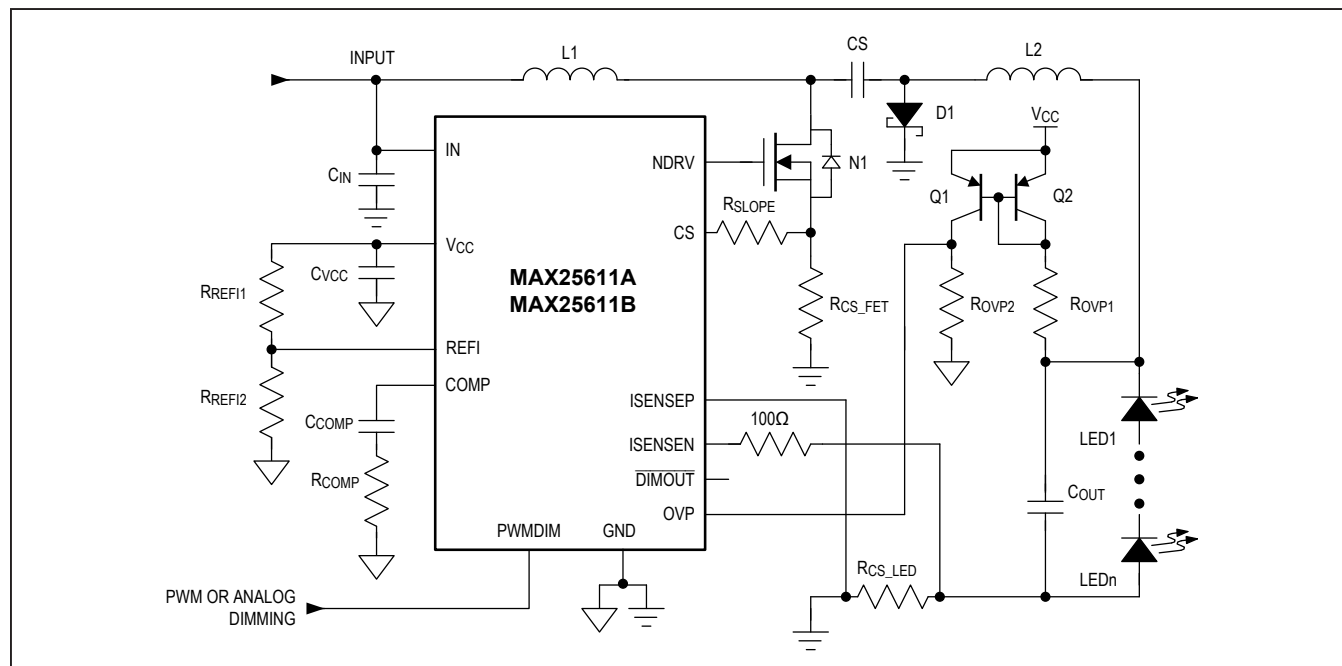 INPUT
L1
CS
L2
D1
VCC
IN
NDRV
N1
CIN
Q1
Q2
RSLOPE
CS
VCC
MAX25611A
MAX25611B
RREFI1
CVCC
RCS_FET
ROVP2
ROVP1
REFI
COMP
RREFI2
CCOMP
ISENSEP
100Ω
ISENSEN
LED1
RCOMP
DIMOUT
COUT
OVP
PWMDIM
GND
RCS_LED
LEDn
PWM OR ANALOG
DIMMING